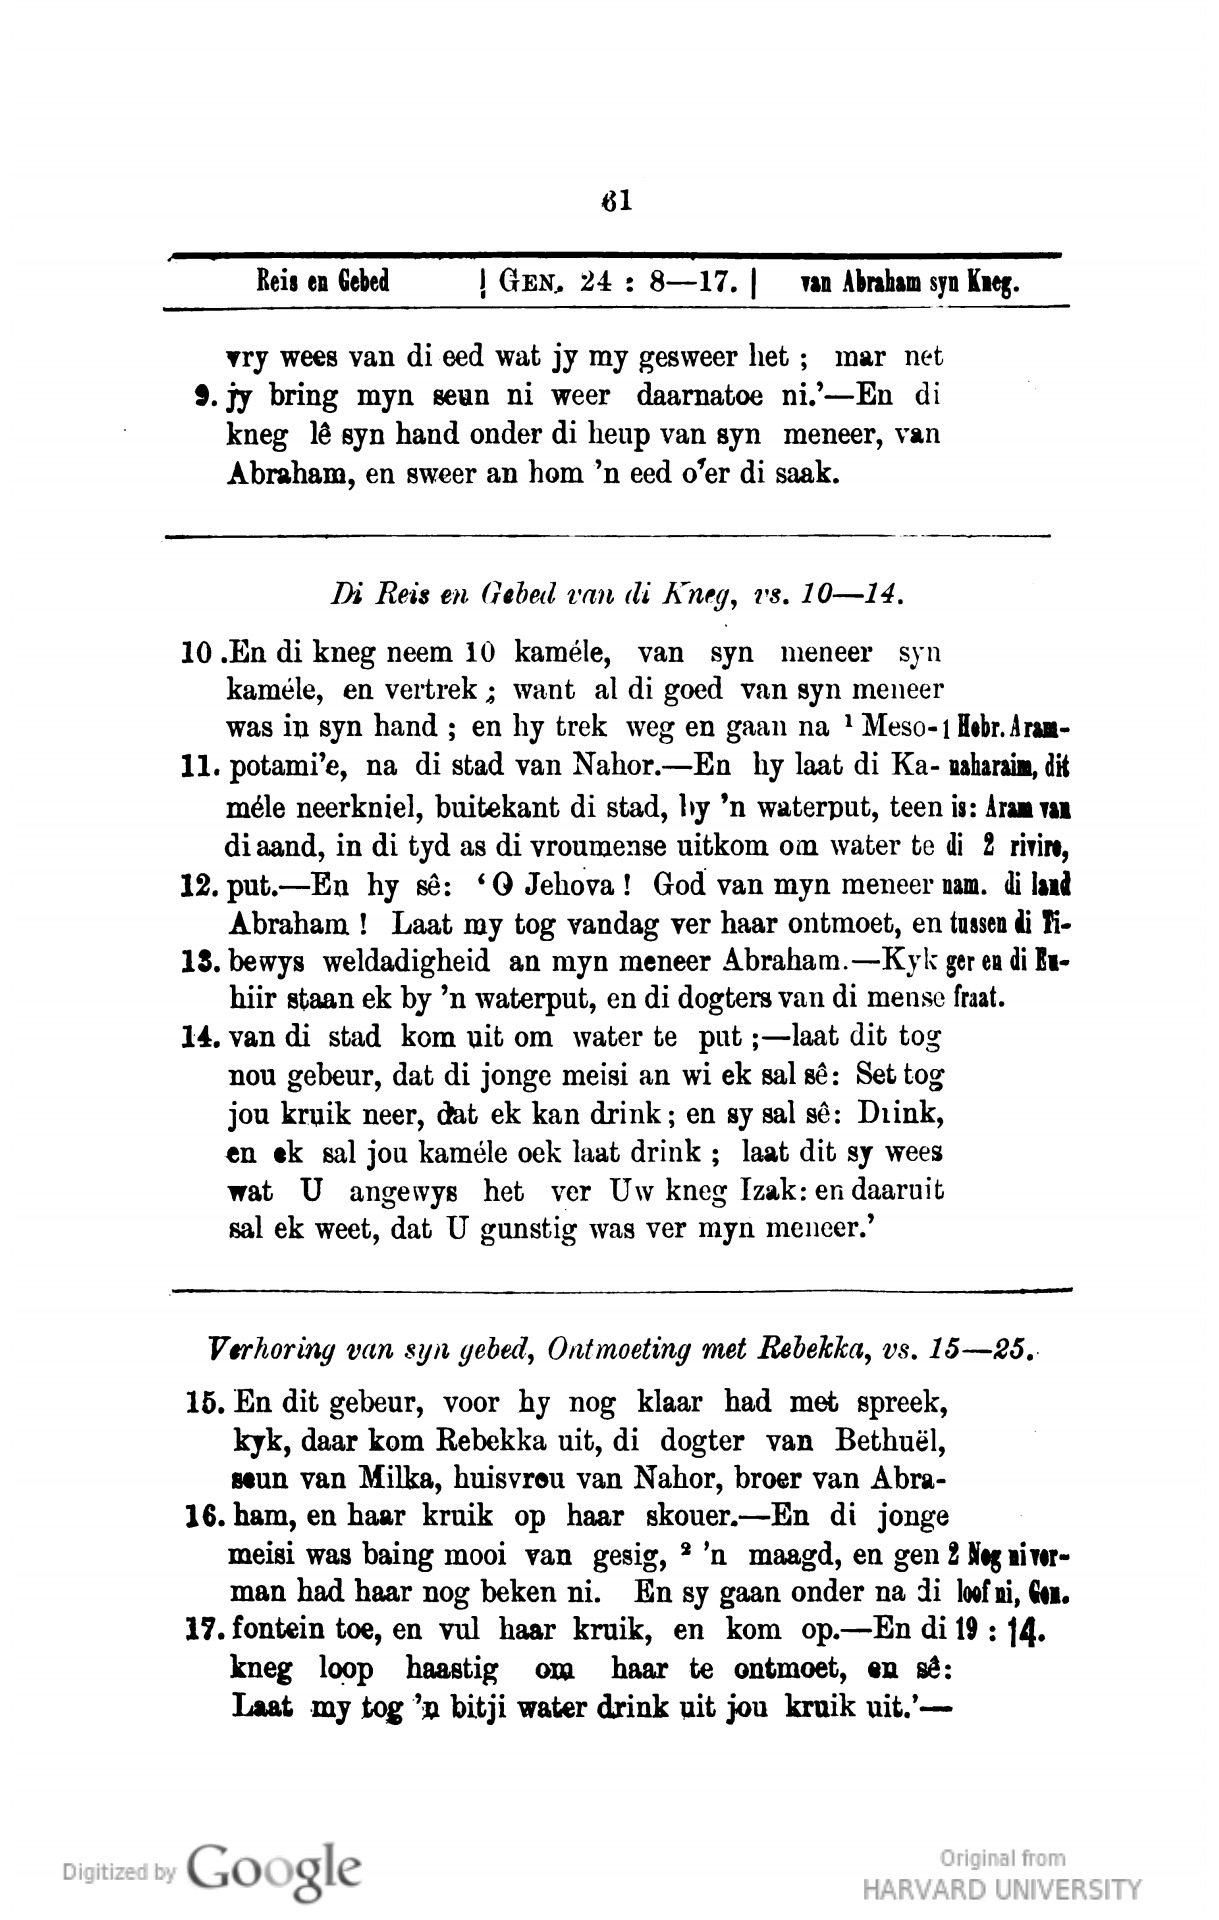 61
Reis en Gebed | GEN. 24 : 8—17. | van Abraham syn Kneg.
vry wees van di eed wat jy my gesweer het ; mar net
9. jy bring myn seun ni weer daarnatoe ni.’—En di
kneg lê syn hand onder di heup van syn meneer, van
Abraham, en sweer an hom ’n eed o'er di saak.
Di Reis en Gebed van di Kneg, vs. 10—14.
10 .En di kneg neem 10 kaméle, van syn meneer syn
kaméle, en vertrek ; want al di goed van syn meneer
was in syn hand ; en hy trek weg en gaan na ¹ Meso-
11. potami’e, na di stad van Nahor.—En hy laat di Ka-
méle neerkniel, buitekant di stad, by ’n waterput, teen
di aand, in di tyd as di vroumense uitkom om water te
12. put.—En hy sê: ‘O Jehova ! God van myn meneer
Abraham ! Laat my tog vandag ver haar ontmoet, en
13. bewys weldadigheid an myn meneer Abraham.—Kyk
hiir staan ek by ’n waterput, en di dogters van di mense
14. van di stad kom uit om water te put ;—laat dit tog
nou gebeur, dat di jonge meisi an wi ek sal sê: Set tog
jou kruik neer, dat ek kan drink ; en sy sal sê: Drink,
en ek sal jou kaméle oek laat drink ; laat dit sy wees
wat U angewys het ver Uw kneg Izak: en daaruit
sal ek weet, dat U gunstig was ver myn meneer.’
1 Hebr. Aram-
naharaim, dit
is: Aram van
di 2 rivire,
nam. di land
tussen di Ti-
ger en di Eu-
fraat.
Verhoring van syn gebed, Ontmoeting met Rebekka, vs. 15—25.
15. En dit gebeur, voor hy nog klaar had met spreek,
kyk, daar kom Rebekka uit, di dogter van Bethuël,
seun van Milka, huisvrou van Nahor, broer van Abra-
16. ham, en haar kruik op haar skouer.—En di jonge
meisi was baing mooi van gesig, ² ’n maagd, en gen
man had haar nog beken ni. En sy gaan onder na di
17. fontein toe, en vul haar kruik, en kom op.—En di
kneg loop haastig om haar te ontmoet, en sê:
Laat my tog ’n bitji water drink uit jou kruik uit.’—
2 Nog ni ver-
loof ni, Gen.
19 : 14.
Digitized by Google
Original from
HARVARD UNIVERSITY